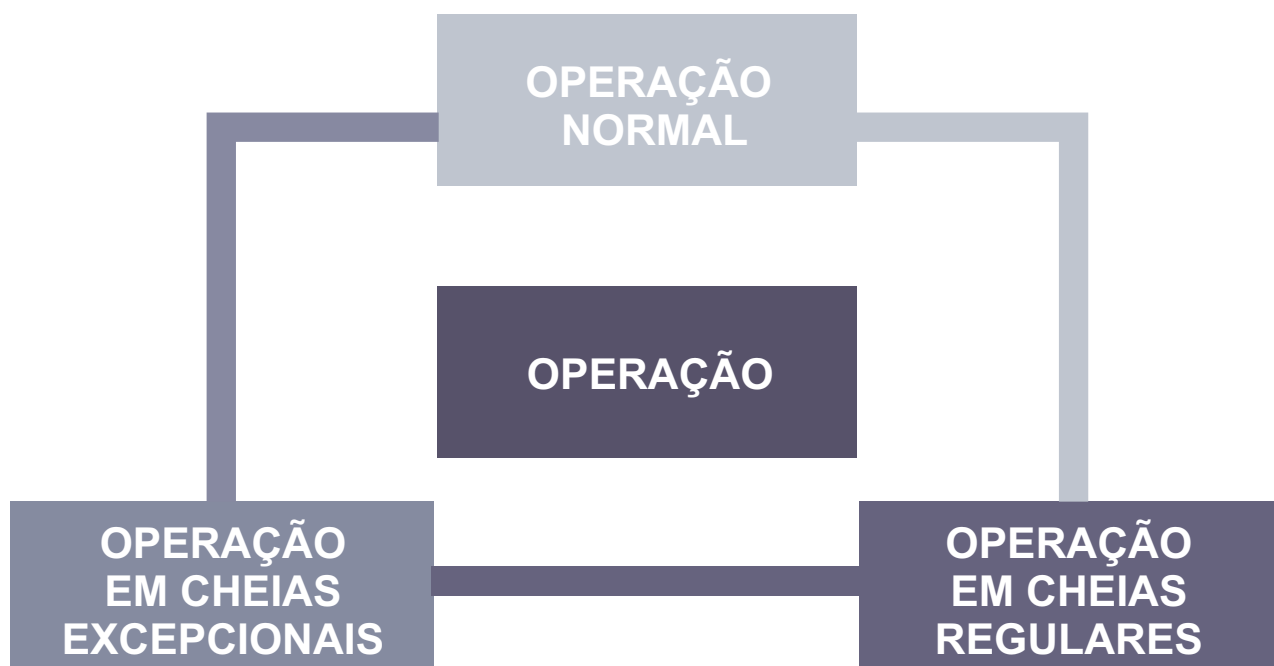 OPERAÇÃO
NORMAL
OPERAÇÃO
OPERAÇÃO
EM CHEIAS
EXCEPCIONAIS
OPERAÇÃO
EM CHEIAS
REGULARES